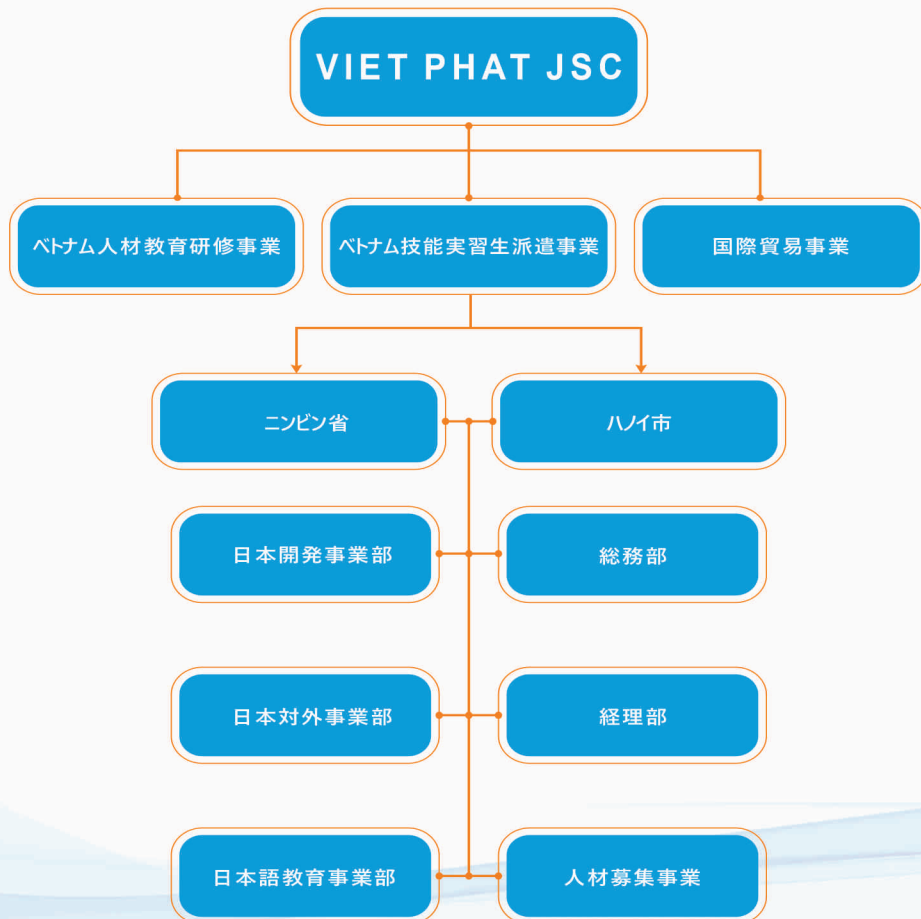 VIET PHAT JSC
ベトナム人材教育研修事業
ベトナム技能実習生派遣事業
国際貿易事業
ニンビン省
ハノイ市
日本開発事業部
総務部
日本対外事業部
経理部
日本語教育事業部
人材募集事業